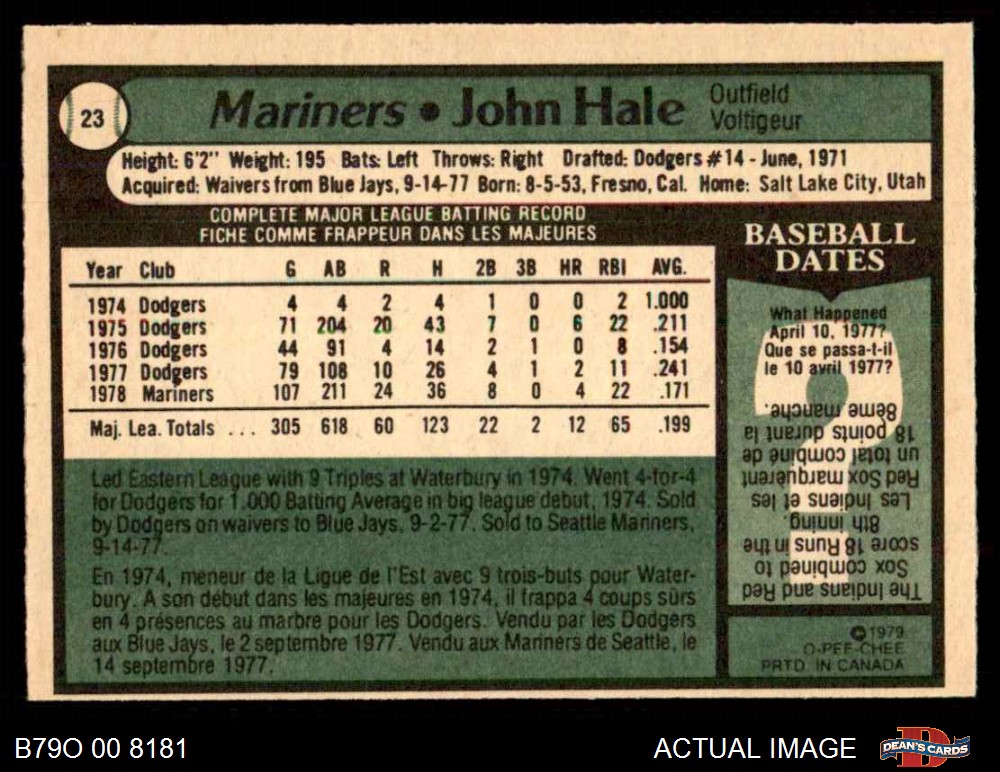 23
Mariners • John Hale
Outfield
Voltigeur
Height: 6'2" Weight: 195 Bats: Left Throws: Right Drafted: Dodgers #14 - June, 1971
Acquired: Waivers from Blue Jays, 9-14-77 Born: 8-5-53, Fresno, Cal. Home: Salt Lake City, Utah
COMPLETE MAJOR LEAGUE BATTING RECORD
FICHE COMME FRAPPEUR DANS LES MAJEURES
Year Club G AB R H 2B 3B HR RBI AVG.
1974 Dodgers 4 4 2 4 1 0 0 2 1.000
1975 Dodgers 71 204 20 43 7 0 6 22 .211
1976 Dodgers 44 91 4 14 2 1 0 8 .154
1977 Dodgers 79 108 10 26 4 1 2 11 .241
1978 Mariners 107 211 24 36 8 0 4 22 .171
Maj. Lea. Totals ... 305 618 60 123 22 2 12 65 .199
Led Eastern League with 9 Triples at Waterbury in 1974. Went 4-for-4
for Dodgers for 1.000 Batting Average in big league debut, 1974. Sold
by Dodgers on waivers to Blue Jays, 9-2-77. Sold to Seattle Mariners,
9-14-77.
En 1974, meneur de la Ligue de l'Est avec 9 trois-buts pour Water-
bury. A son début dans les majeures en 1974, il frappa 4 coups sûrs
en 4 présences au marbre pour les Dodgers. Vendu par les Dodgers
aux Blue Jays, le 2 septembre 1977. Vendu aux Mariners de Seattle, le
14 septembre 1977.
BASEBALL
DATES
What Happened
April 10, 1977?
Que se passa-t-il
le 10 avril 1977?
The Indians and Red
Sox combined to
score 18 Runs in the
8th inning.
Les Indiens et les
Red Sox marquèrent
un total combiné de
18 points durant la
8ème manche.
©1979
O-PEE-CHEE
PRTD. IN CANADA
B79O 00 8181
ACTUAL IMAGE
DEAN'S CARDS